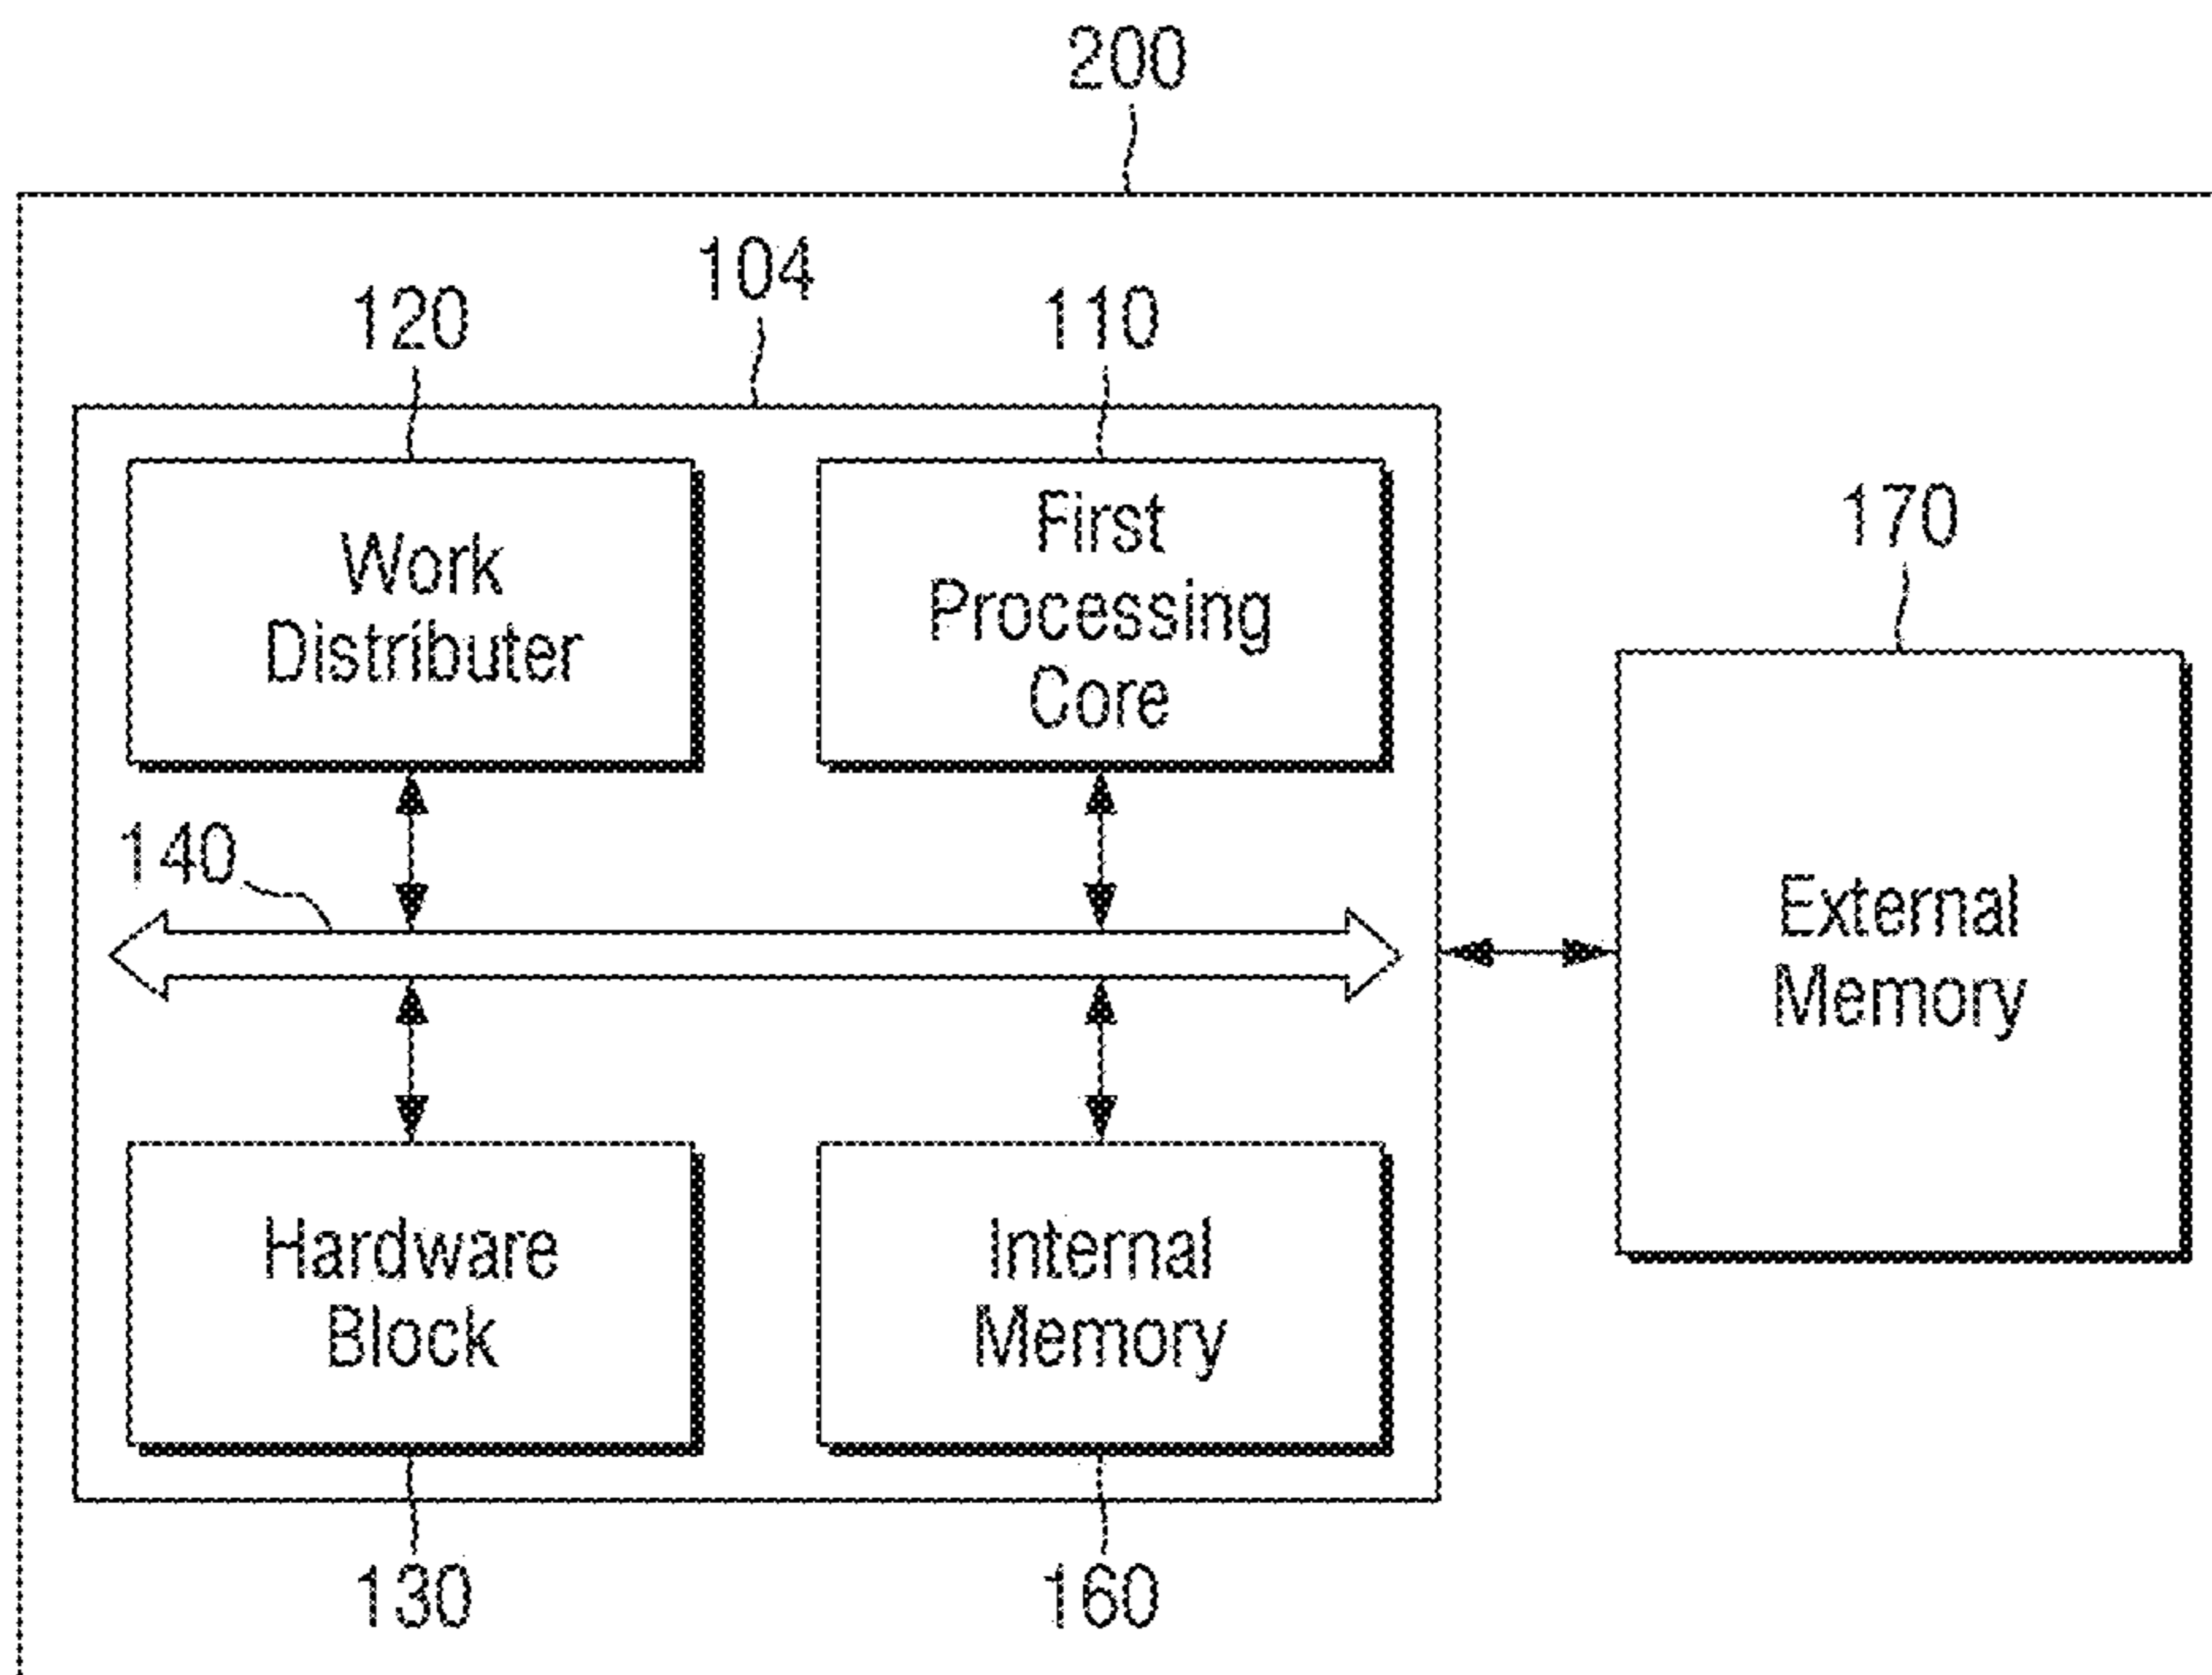 200
104
120
110
Work
Distributer
First
Processing
Core
170
140
External
Memory
Hardware
Block
Internal
Memory
130
160